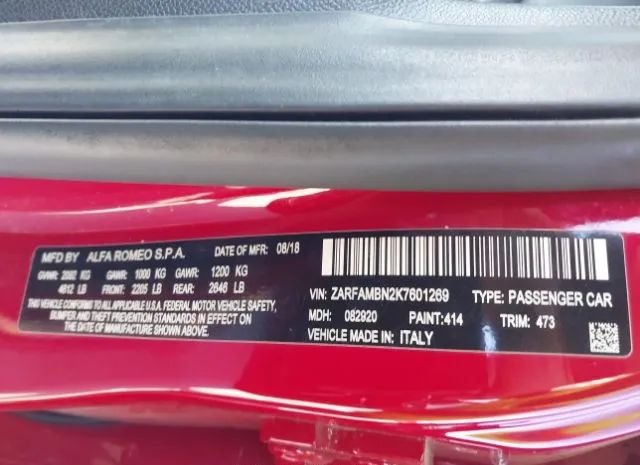 MFD BY ALFA ROMEO S.P.A. DATE OF MFR: 08/18
GVWR: 2092 KG GAWR: 1000 KG GAWR: 1200 KG
4612 LB FRONT: 2205 LB REAR: 2646 LB
THIS VEHICLE CONFORMS TO ALL APPLICABLE U.S.A. FEDERAL MOTOR VEHICLE SAFETY,
BUMPER AND THEFT PREVENTION STANDARDS IN EFFECT ON
THE DATE OF MANUFACTURE SHOWN ABOVE
VIN: ZARFAMBN2K7601269 TYPE: PASSENGER CAR
MDH: 082920 PAINT: 414 TRIM: 473
VEHICLE MADE IN: ITALY